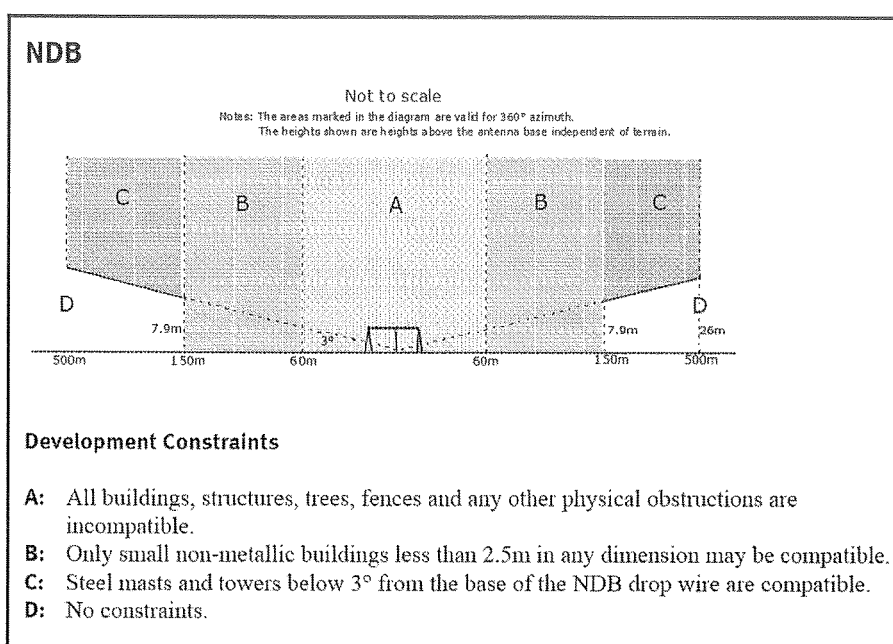 NDB
Not to scale
Notes: The areas marked in the diagram are valid for 360° azimuth.
The heights shown are heights above the antenna base independent of terrain.
C B A B C
D D
7.9m 3° 7.9m 26m
500m 150m 60m 60m 150m 500m
Development Constraints
A: All buildings, structures, trees, fences and any other physical obstructions are
incompatible.
B: Only small non-metallic buildings less than 2.5m in any dimension may be compatible.
C: Steel masts and towers below 3° from the base of the NDB drop wire are compatible.
D: No constraints.